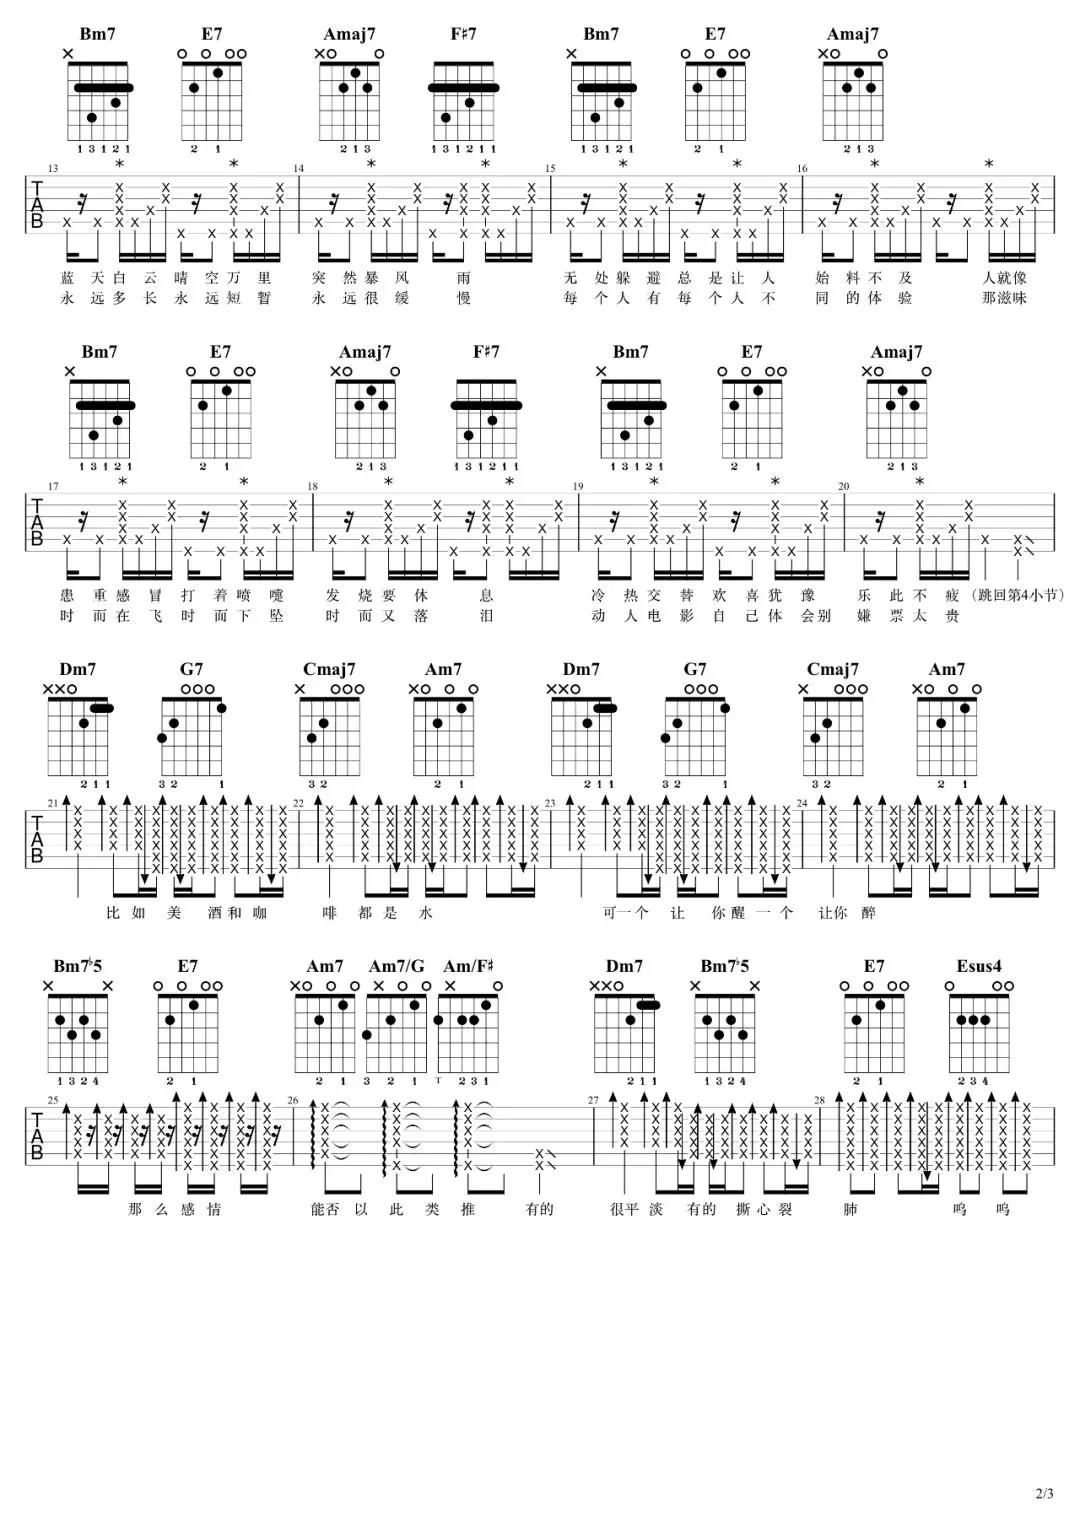 Bm7 E7 Amaj7 F♯7 Bm7 E7 Amaj7
1 3 1 2 1 2 1 2 1 3 1 3 1 2 1 1 1 3 1 2 1 2 1 2 1 3
13 14 15 16
T
A
B
蓝 天 白 云 晴 空 万 里 突 然 暴 风 雨 无 处 躲 避 总 是 让 人 始 料 不 及 人就像
永 远 多 长 永 远 短 暂 永 远 很 缓 慢 每 个 人 有 每 个 人 不 同 的 体 验 那滋味
Bm7 E7 Amaj7 F♯7 Bm7 E7 Amaj7
1 3 1 2 1 2 1 2 1 3 1 3 1 2 1 1 1 3 1 2 1 2 1 2 1 3
17 18 19 20
T
A
B
患 重 感 冒 打 着 喷 嚏 发 烧 要 休 息 冷 热 交 替 欢 喜 犹 豫 乐 此 不 疲 (跳回第4小节)
时 而 在 飞 时 而 下 坠 时 而 又 落 泪 动 人 电 影 自 己 体 会别 嫌 票 太 贵
Dm7 G7 Cmaj7 Am7 Dm7 G7 Cmaj7 Am7
2 1 1 3 2 1 3 2 2 1 2 1 1 3 2 1 3 2 2 1
21 22 23 24
T
A
B
比 如 美 酒 和 咖 啡 都 是 水 可一个 让 你 醒 一 个 让你 醉
Bm7♭5 E7 Am7 Am7/G Am/F♯ Dm7 Bm7♭5 E7 Esus4
1 3 2 4 2 1 2 1 3 2 1 T 2 3 1 2 1 1 1 3 2 4 2 1 2 3 4
25 26 27 28
T
A
B
那 么 感 情 能否 以 此 类 推 有的 很平 淡 有的 撕 心 裂 肺 呜 呜
2/3